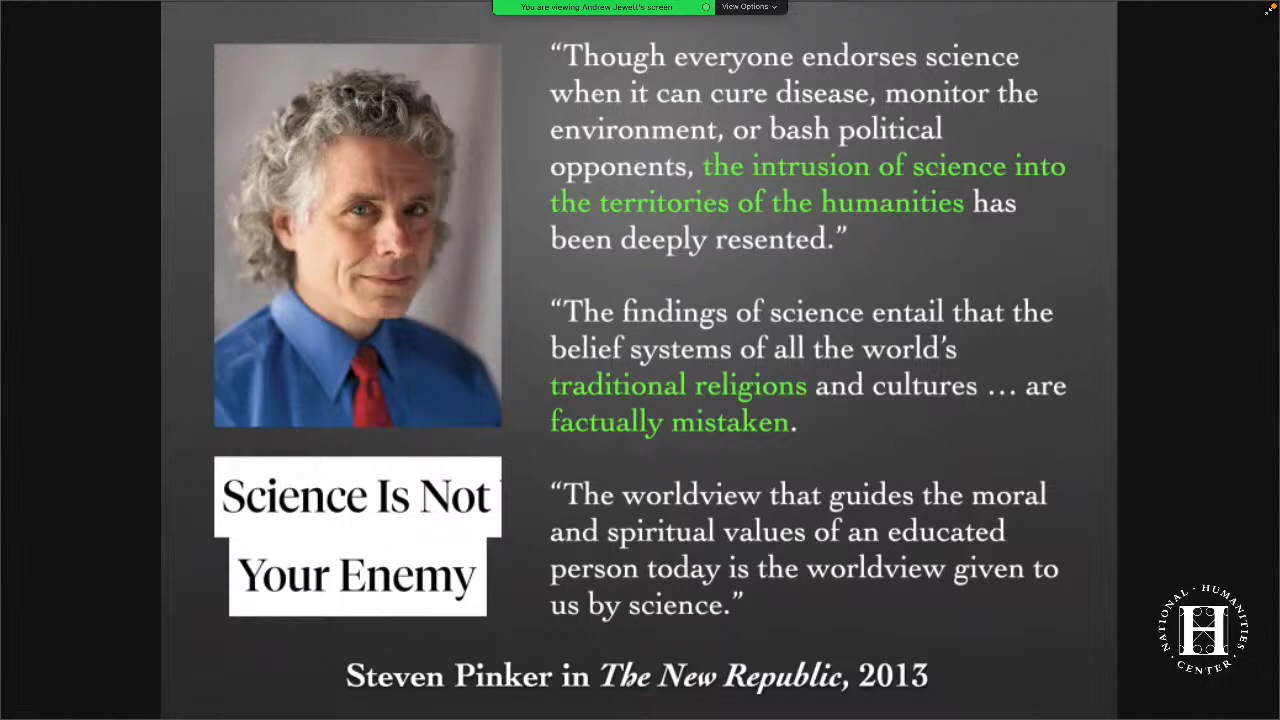 You are viewing Andrew Jewett's screen
View Options
“Though everyone endorses science
when it can cure disease, monitor the
environment, or bash political
opponents, the intrusion of science into
the territories of the humanities has
been deeply resented.”
“The findings of science entail that the
belief systems of all the world’s
traditional religions and cultures … are
factually mistaken.
“The worldview that guides the moral
and spiritual values of an educated
person today is the worldview given to
us by science.”
Science Is Not
Your Enemy
Steven Pinker in The New Republic, 2013
NATIONAL · HUMANITIES · CENTER
H